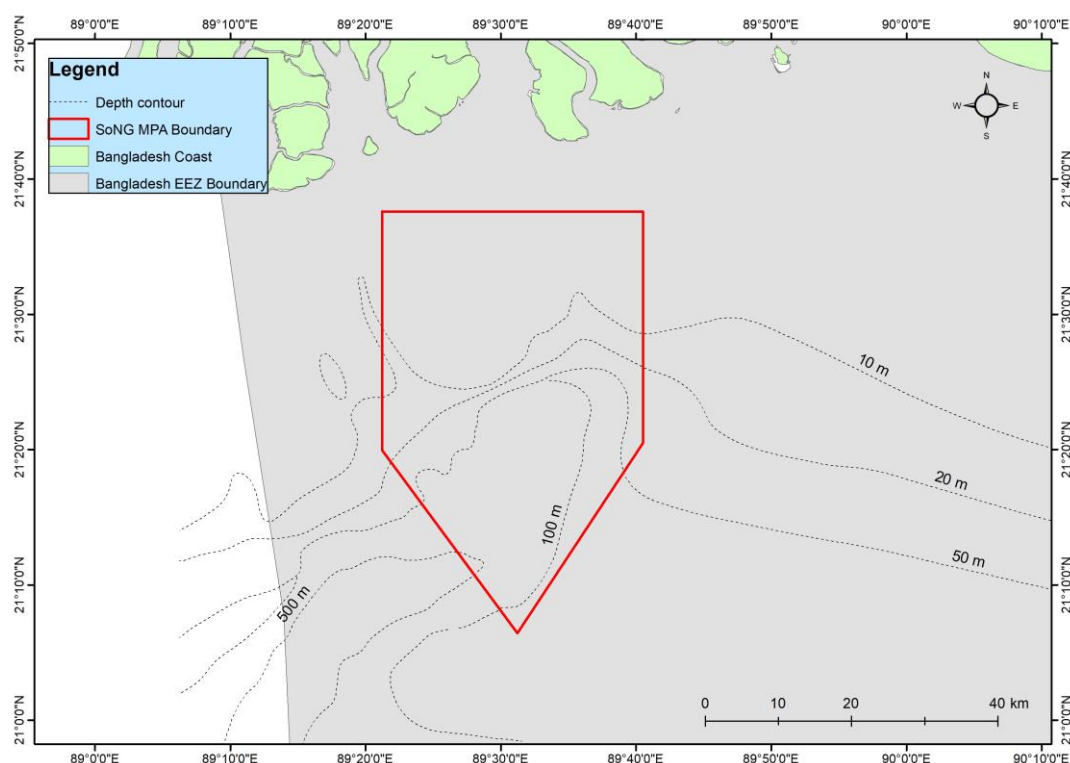 89°0'0"E 89°10'0"E 89°20'0"E 89°30'0"E 89°40'0"E 89°50'0"E 90°0'0"E 90°10'0"E
21°50'0"N
21°40'0"N
21°30'0"N
21°20'0"N
21°10'0"N
21°0'0"N
Legend
Depth contour
SoNG MPA Boundary
Bangladesh Coast
Bangladesh EEZ Boundary
N
W E
S
10 m
20 m
50 m
100 m
500 m
0 10 20 40 km
21°50'0"N
21°40'0"N
21°30'0"N
21°20'0"N
21°10'0"N
21°0'0"N
89°0'0"E 89°10'0"E 89°20'0"E 89°30'0"E 89°40'0"E 89°50'0"E 90°0'0"E 90°10'0"E